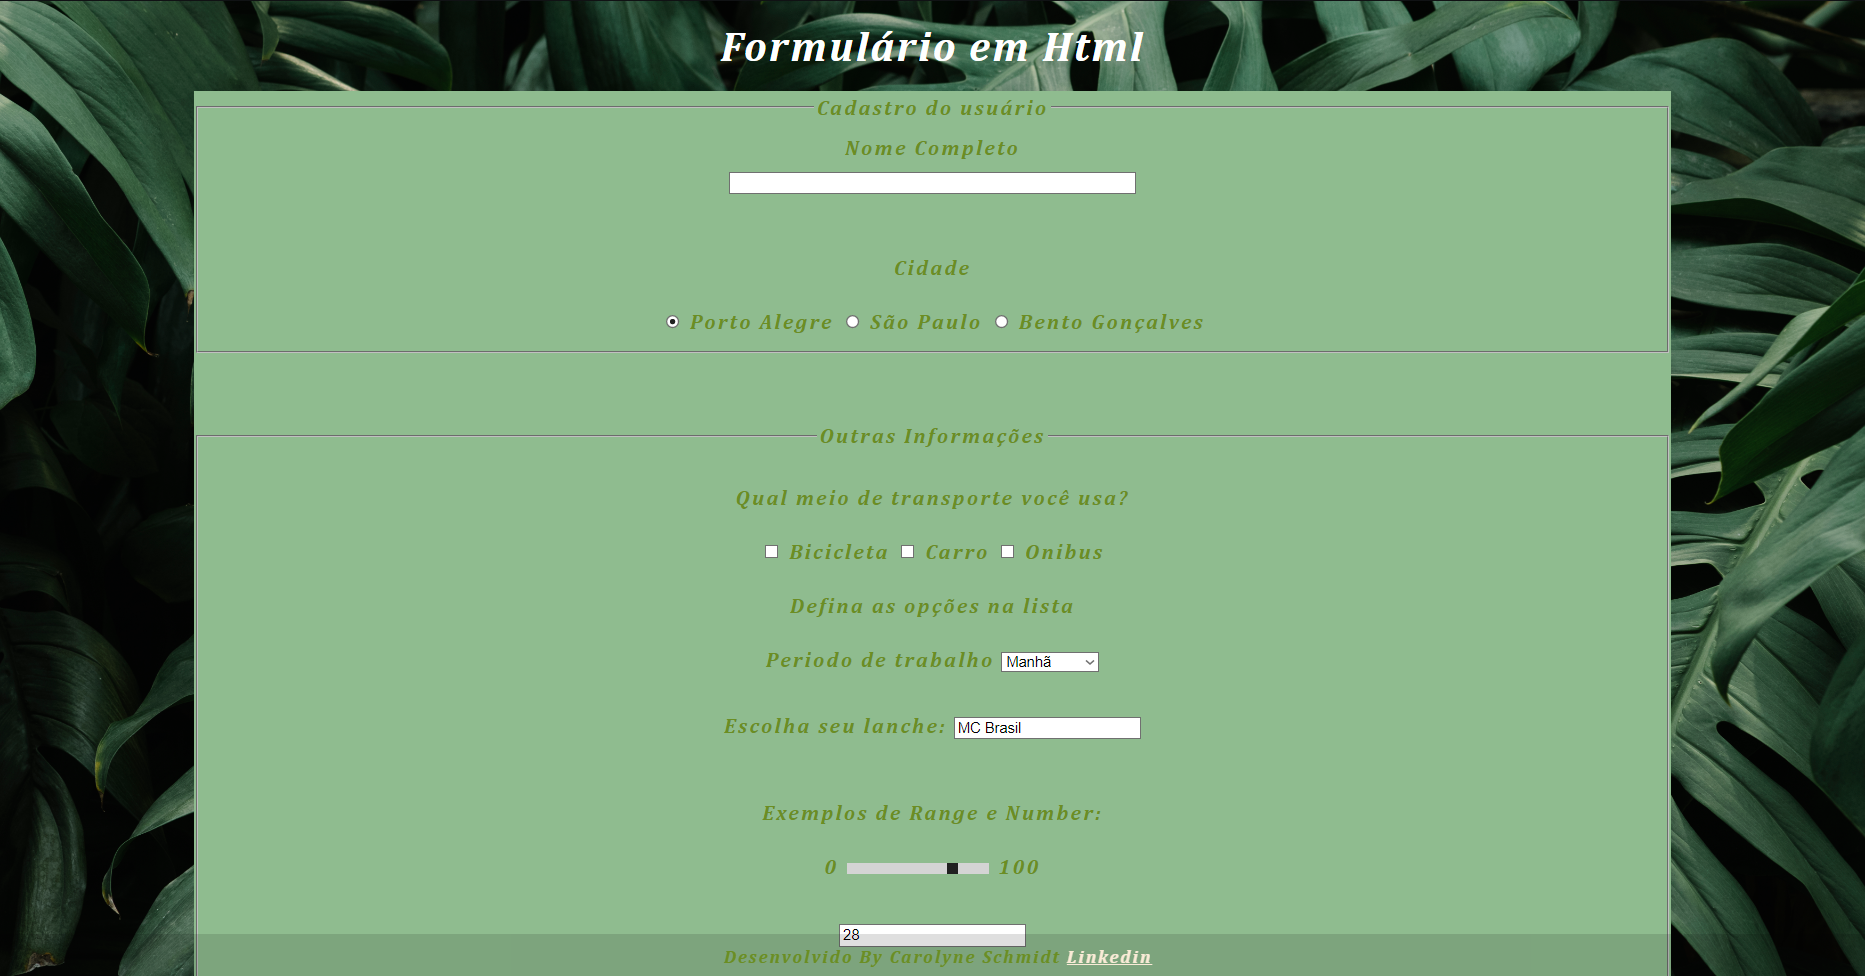 Formulário em Html
Cadastro do usuário
Nome Completo
Cidade
Porto Alegre São Paulo Bento Gonçalves
Outras Informações
Qual meio de transporte você usa?
Bicicleta Carro Onibus
Defina as opções na lista
Periodo de trabalho Manhã
Escolha seu lanche: MC Brasil
Exemplos de Range e Number:
0 100
28
Desenvolvido By Carolyne Schmidt Linkedin